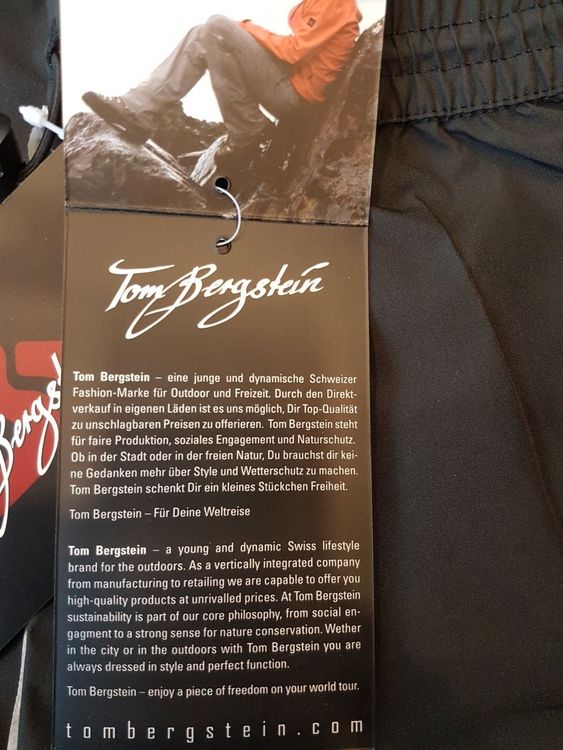 Tom Bergstein
Tom Bergstein – eine junge und dynamische Schweizer
Fashion-Marke für Outdoor und Freizeit. Durch den Direkt-
verkauf in eigenen Läden ist es uns möglich, Dir Top-Qualität
zu unschlagbaren Preisen zu offerieren. Tom Bergstein steht
für faire Produktion, soziales Engagement und Naturschutz.
Ob in der Stadt oder in der freien Natur, Du brauchst dir kei-
ne Gedanken mehr über Style und Wetterschutz zu machen.
Tom Bergstein schenkt Dir ein kleines Stückchen Freiheit.
Tom Bergstein – Für Deine Weltreise
Tom Bergstein – a young and dynamic Swiss lifestyle
brand for the outdoors. As a vertically integrated company
from manufacturing to retailing we are capable to offer you
high-quality products at unrivalled prices. At Tom Bergstein
sustainability is part of our core philosophy, from social en-
gagment to a strong sense for nature conservation. Wether
in the city or in the outdoors with Tom Bergstein you are
always dressed in style and perfect function.
Tom Bergstein – enjoy a piece of freedom on your world tour.
tombergstein.com
Bergs